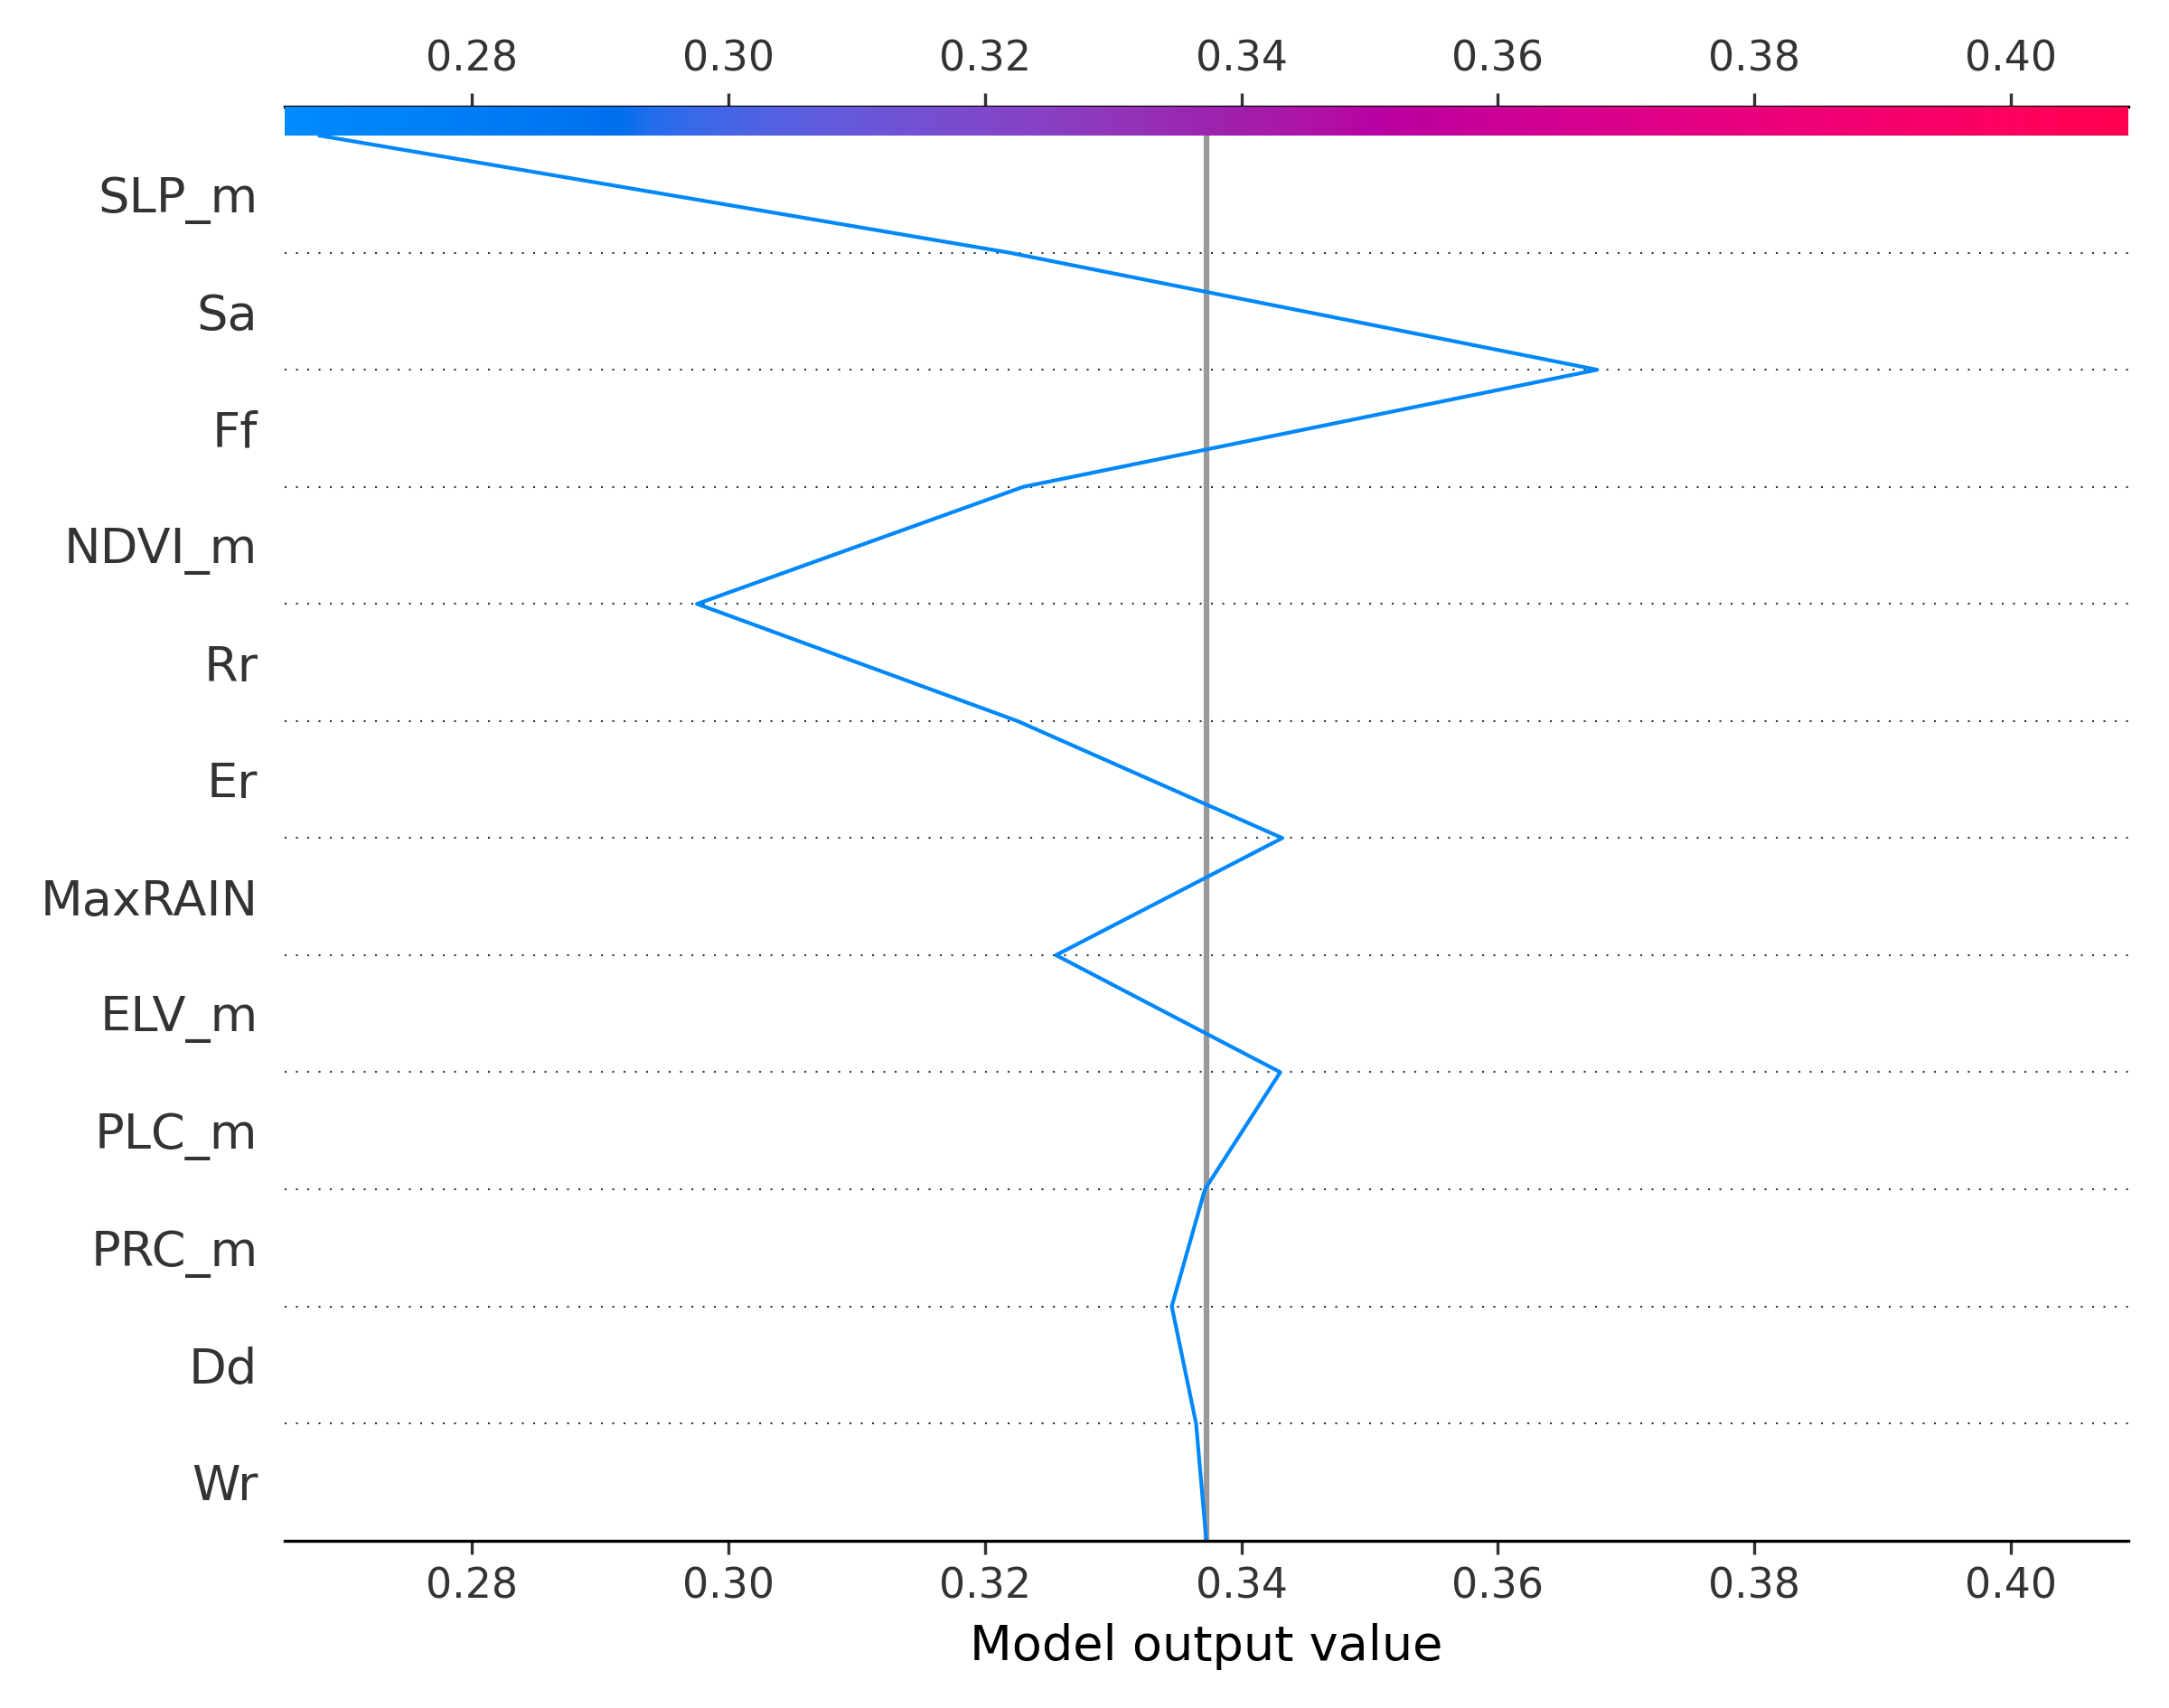 0.28 0.30 0.32 0.34 0.36 0.38 0.40
SLP_m
Sa
Ff
NDVI_m
Rr
Er
MaxRAIN
ELV_m
PLC_m
PRC_m
Dd
Wr
0.28 0.30 0.32 0.34 0.36 0.38 0.40
Model output value